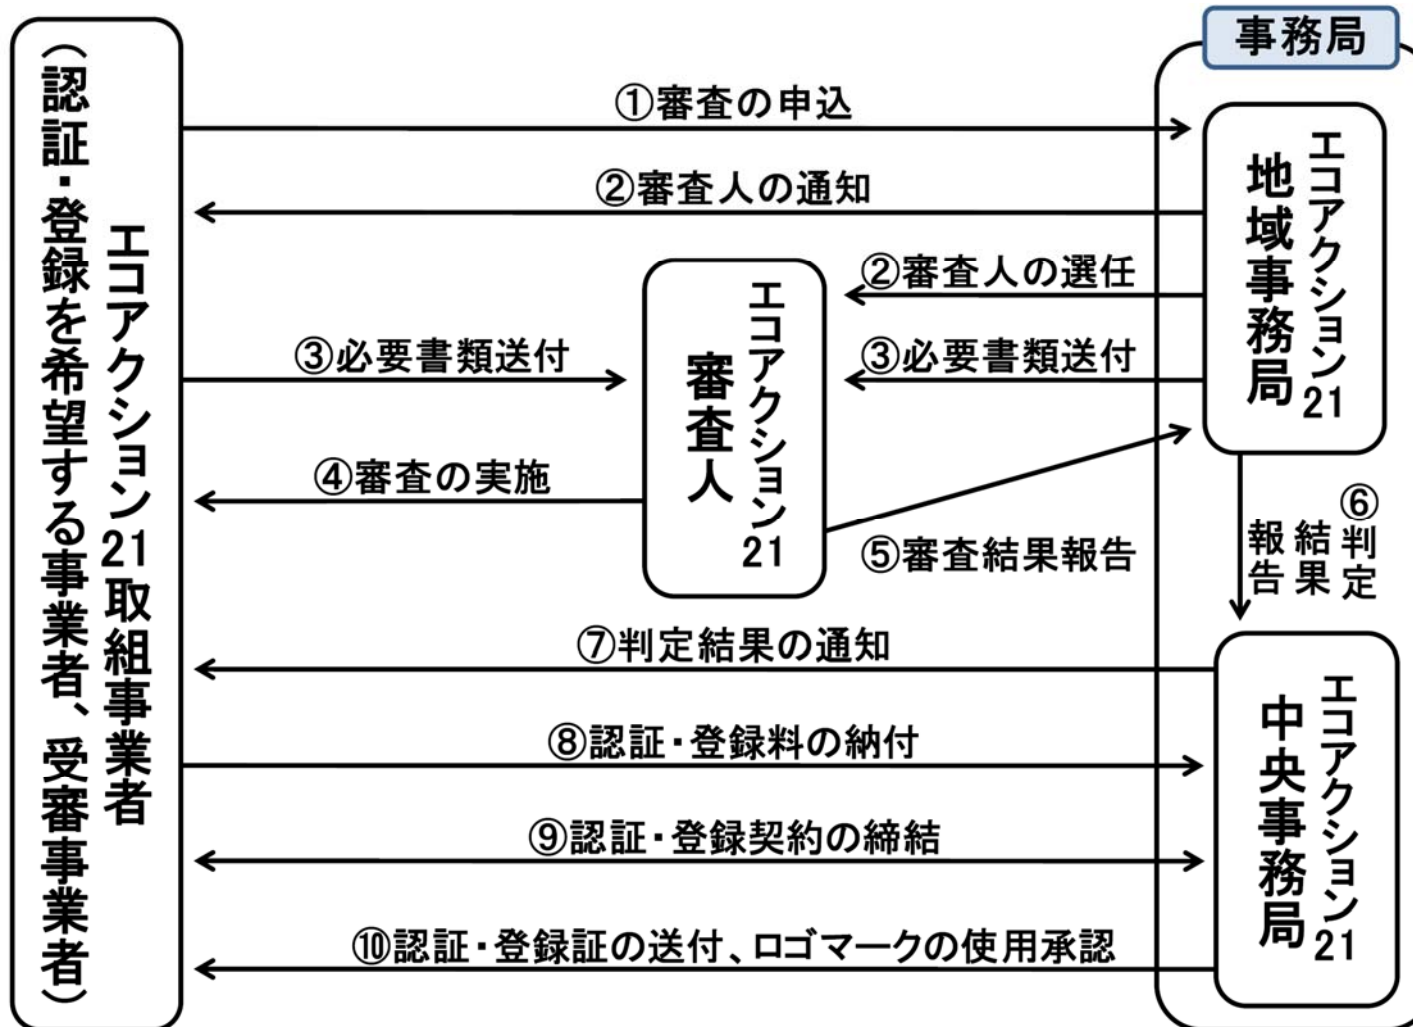 事務局
エコアクション21取組事業者
（認証・登録を希望する事業者、受審事業者）
①審査の申込
②審査人の通知
エコアクション21
地域事務局
②審査人の選任
③必要書類送付
エコアクション21
審査人
③必要書類送付
④審査の実施
⑤審査結果報告
⑥判定
結果
報告
⑦判定結果の通知
⑧認証・登録料の納付
⑨認証・登録契約の締結
⑩認証・登録証の送付、ロゴマークの使用承認
エコアクション21
中央事務局